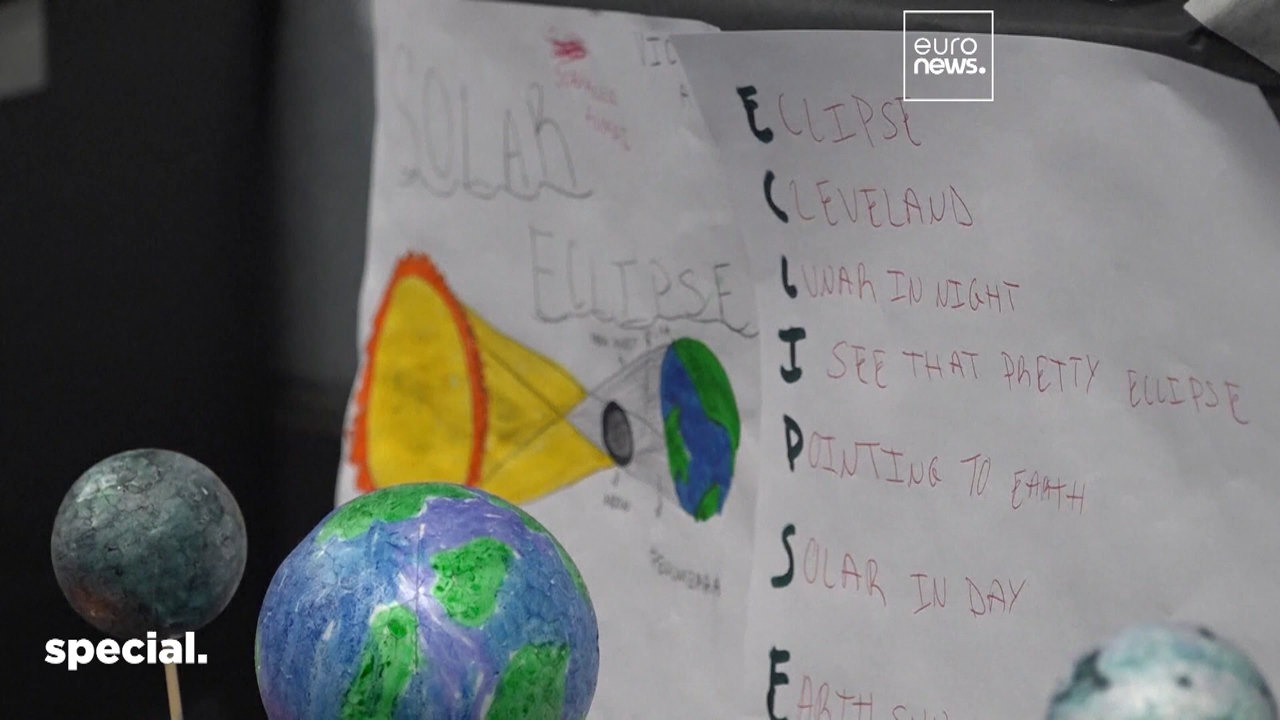 euro
news.
SOLAR
ECLIPSE
ECLIPSE
CLEVELAND
LUNAR IN NIGHT
I SEE THAT PRETTY ECLIPSE
POINTING TO EARTH
SOLAR IN DAY
EARTH
special.